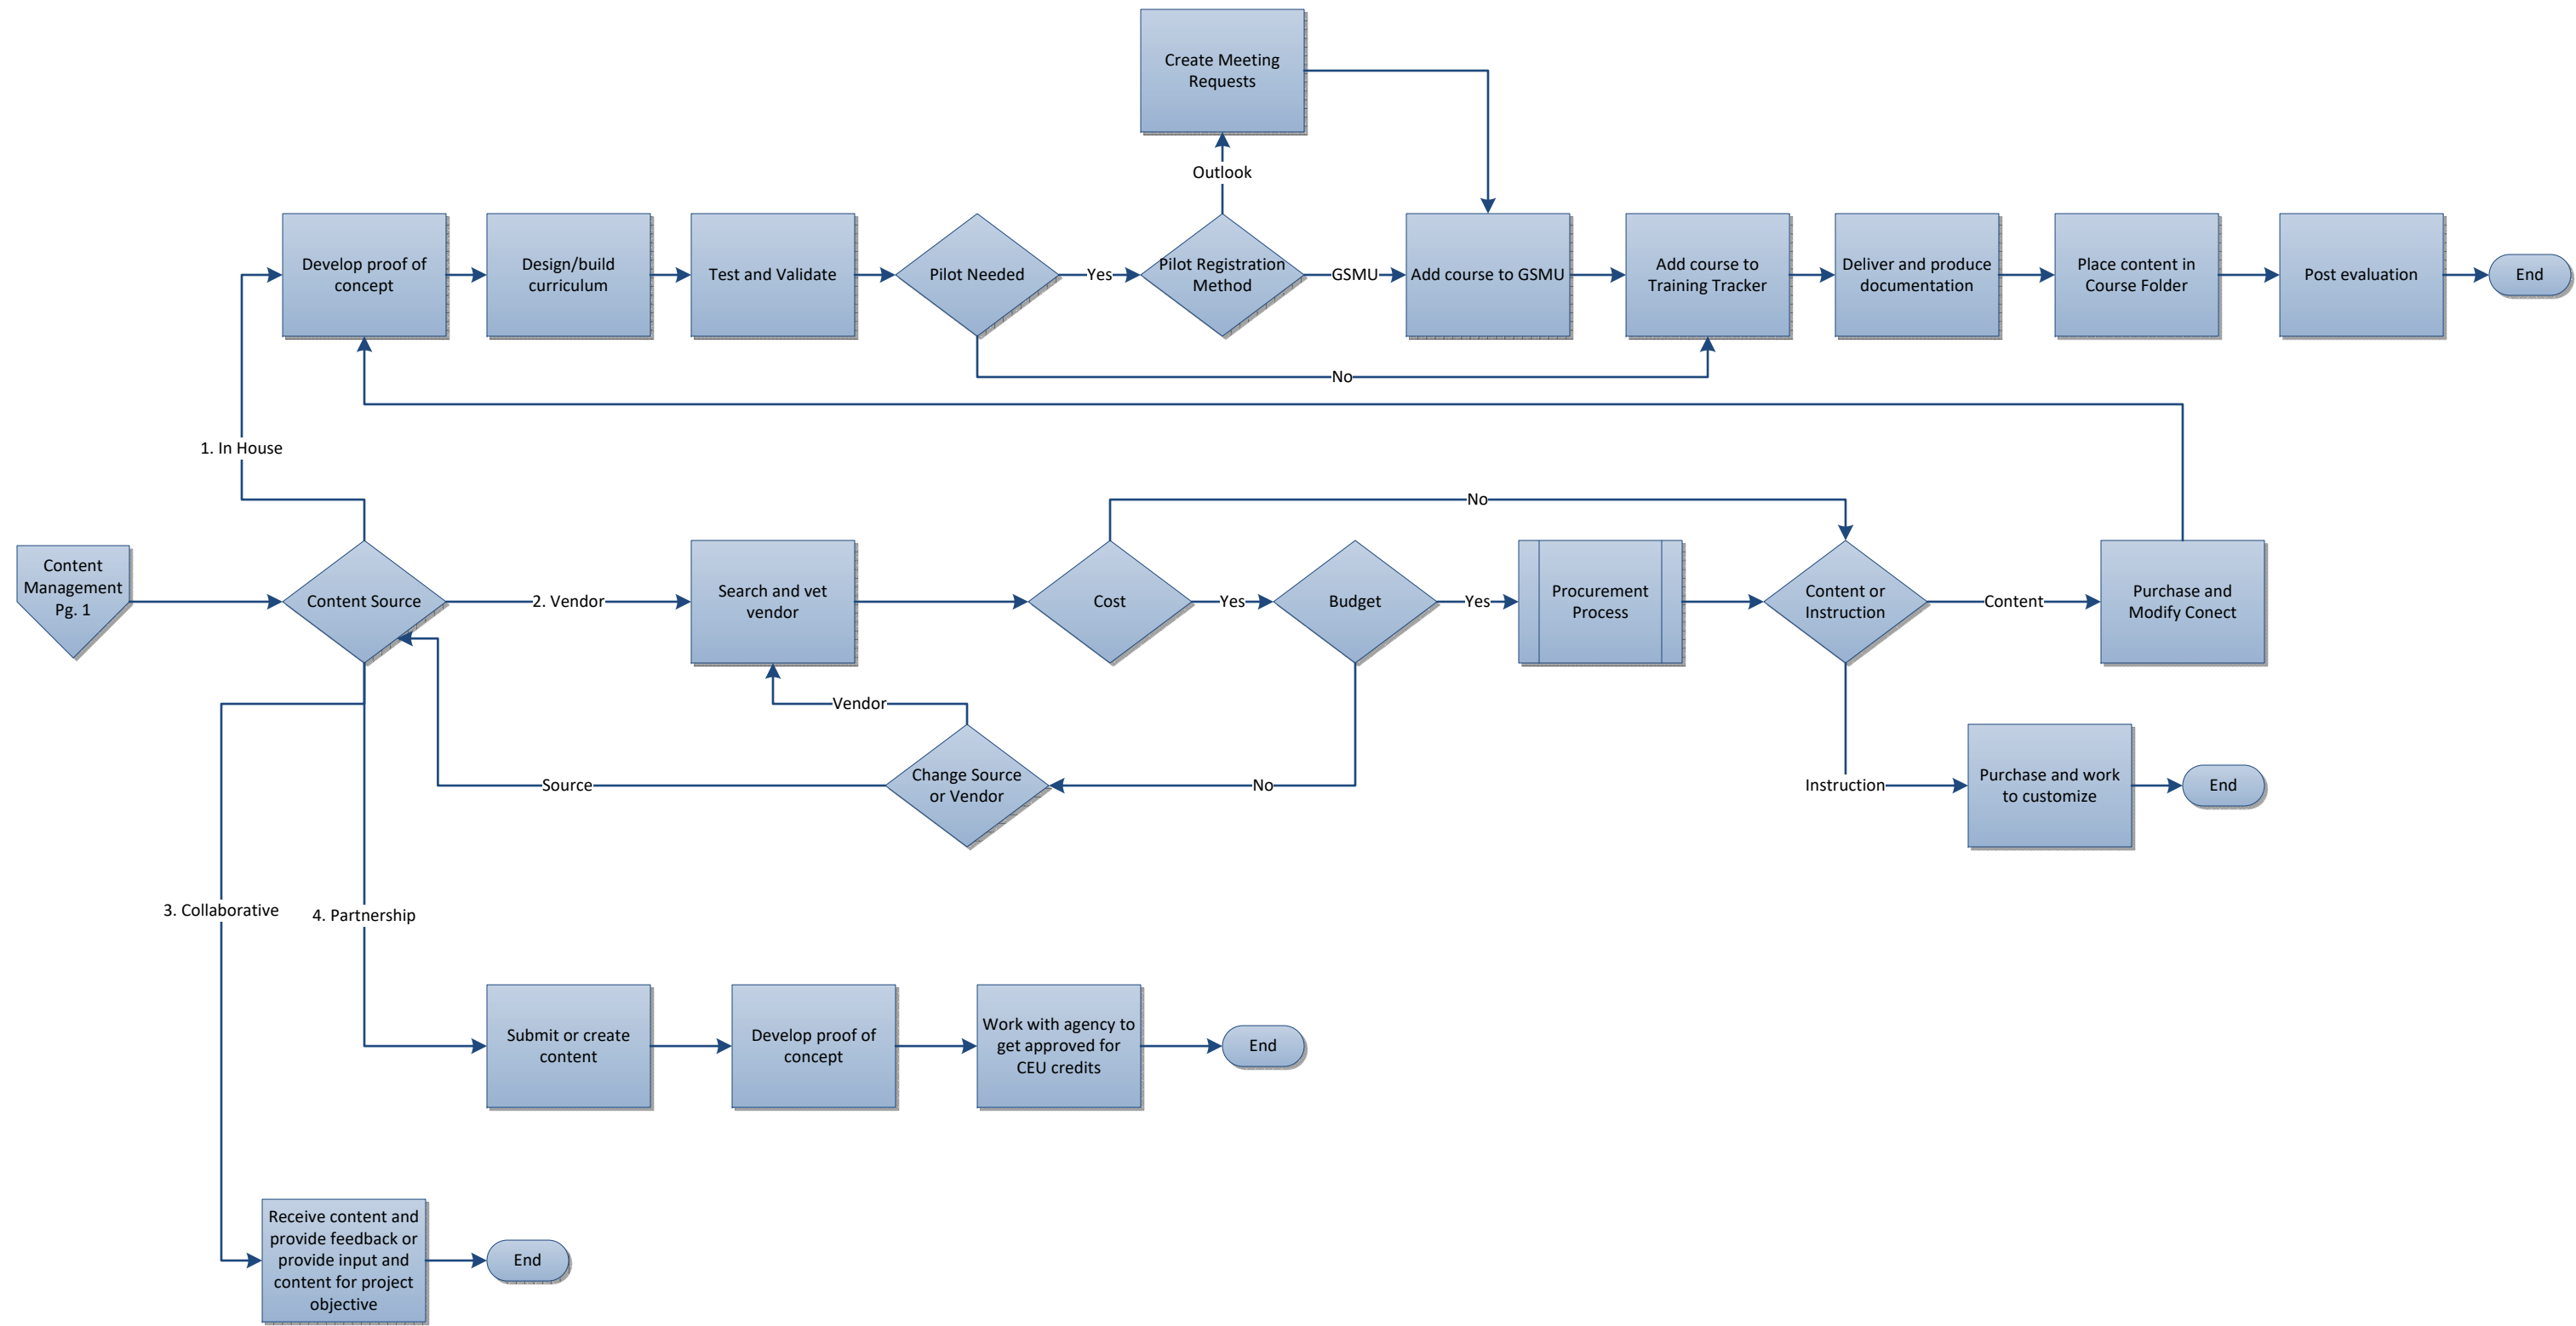 Create Meeting
Requests
Outlook
Develop proof of
concept
Design/build
curriculum
Test and Validate
Pilot Needed
Yes
Pilot Registration
Method
GSMU
Add course to GSMU
Add course to
Training Tracker
Deliver and produce
documentation
Place content in
Course Folder
Post evaluation
End
No
1. In House
No
Content
Management
Pg. 1
Content Source
2. Vendor
Search and vet
vendor
Cost
Yes
Budget
Yes
Procurement
Process
Content or
Instruction
Content
Purchase and
Modify Conect
Vendor
Source
Change Source
or Vendor
No
Instruction
Purchase and work
to customize
End
3. Collaborative
4. Partnership
Submit or create
content
Develop proof of
concept
Work with agency to
get approved for
CEU credits
End
Receive content and
provide feedback or
provide input and
content for project
objective
End